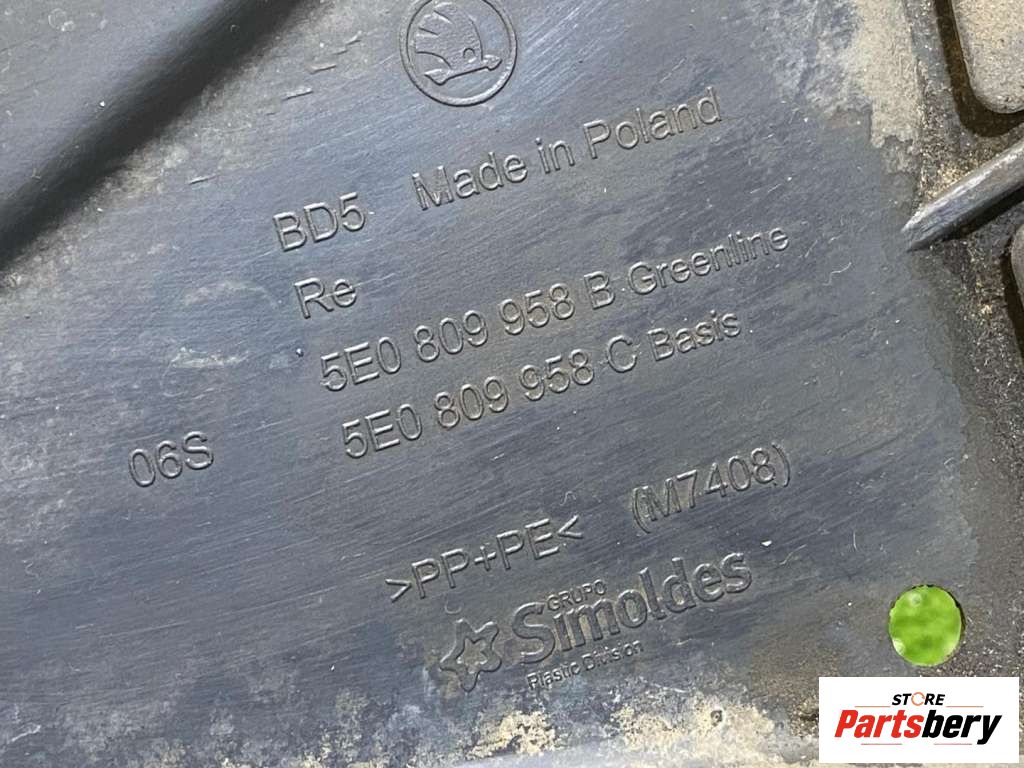 BD5 Made in Poland
Re
5E0 809 958 B Greenline
5E0 809 958 C Basis
06S
>PP+PE< (M7408)
GRUPO
Simoldes
Plastic Division
STORE
Partsbery